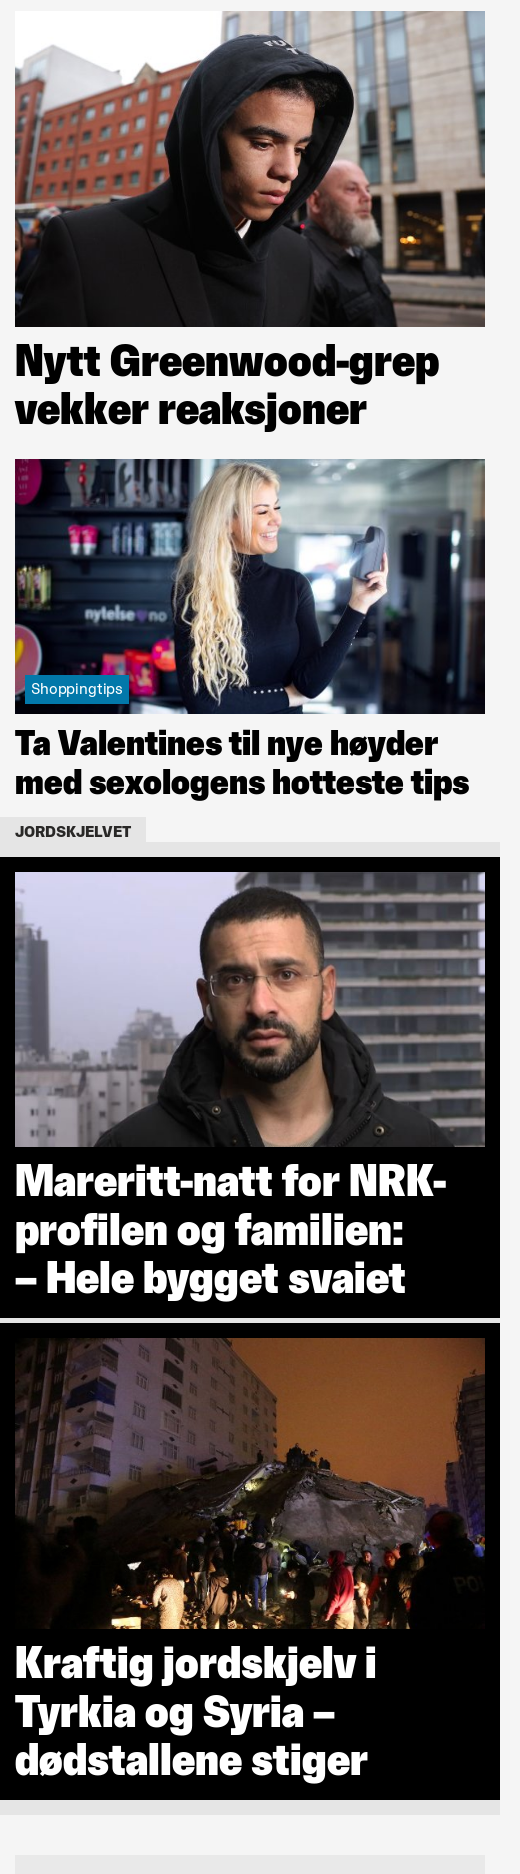 Nytt Greenwood-grep
vekker reaksjoner
nytelse no
Shoppingtips
Ta Valentines til nye høyder
med sexologens hotteste tips
JORDSKJELVET
Mareritt-natt for NRK-
profilen og familien:
– Hele bygget svaiet
Kraftig jordskjelv i
Tyrkia og Syria –
dødstallene stiger